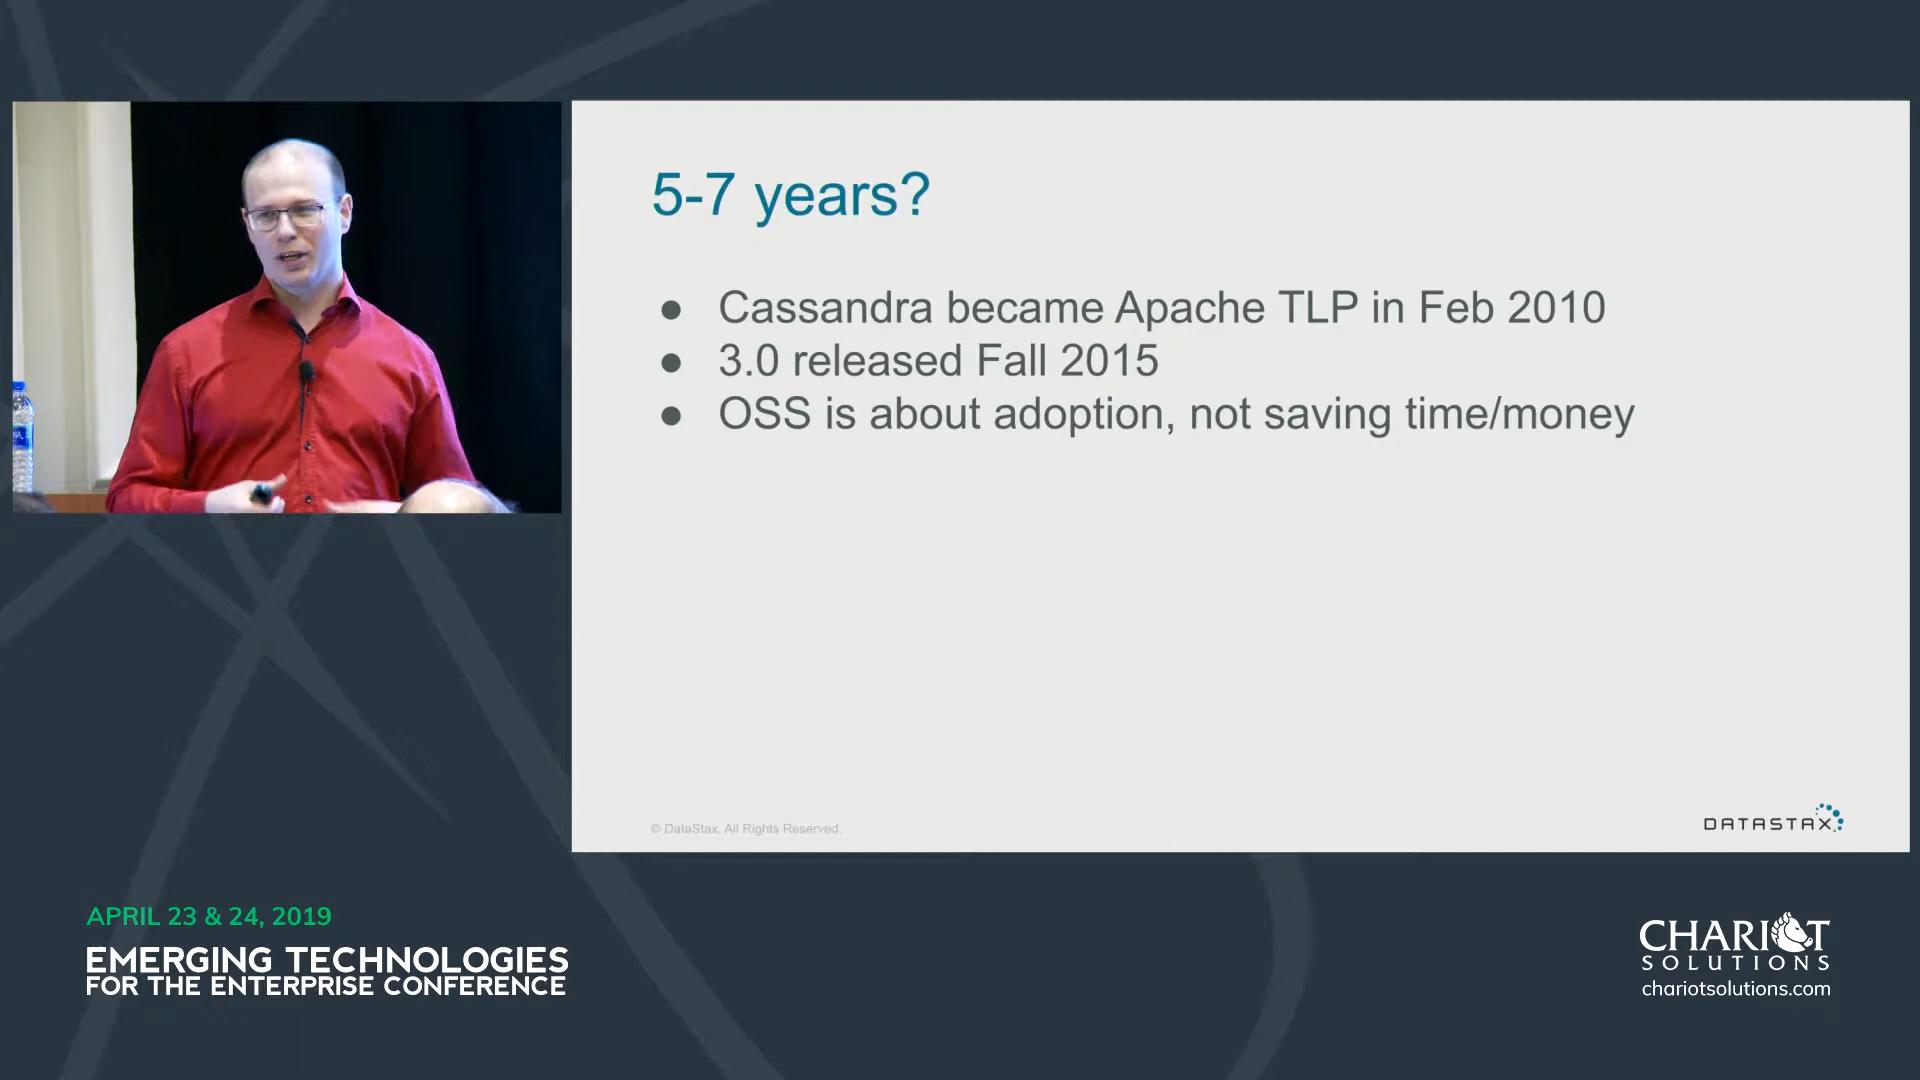 5-7 years?
● Cassandra became Apache TLP in Feb 2010
● 3.0 released Fall 2015
● OSS is about adoption, not saving time/money
© DataStax, All Rights Reserved.
DATASTAX
APRIL 23 & 24, 2019
EMERGING TECHNOLOGIES
FOR THE ENTERPRISE CONFERENCE
CHARIOT
SOLUTIONS
chariotsolutions.com